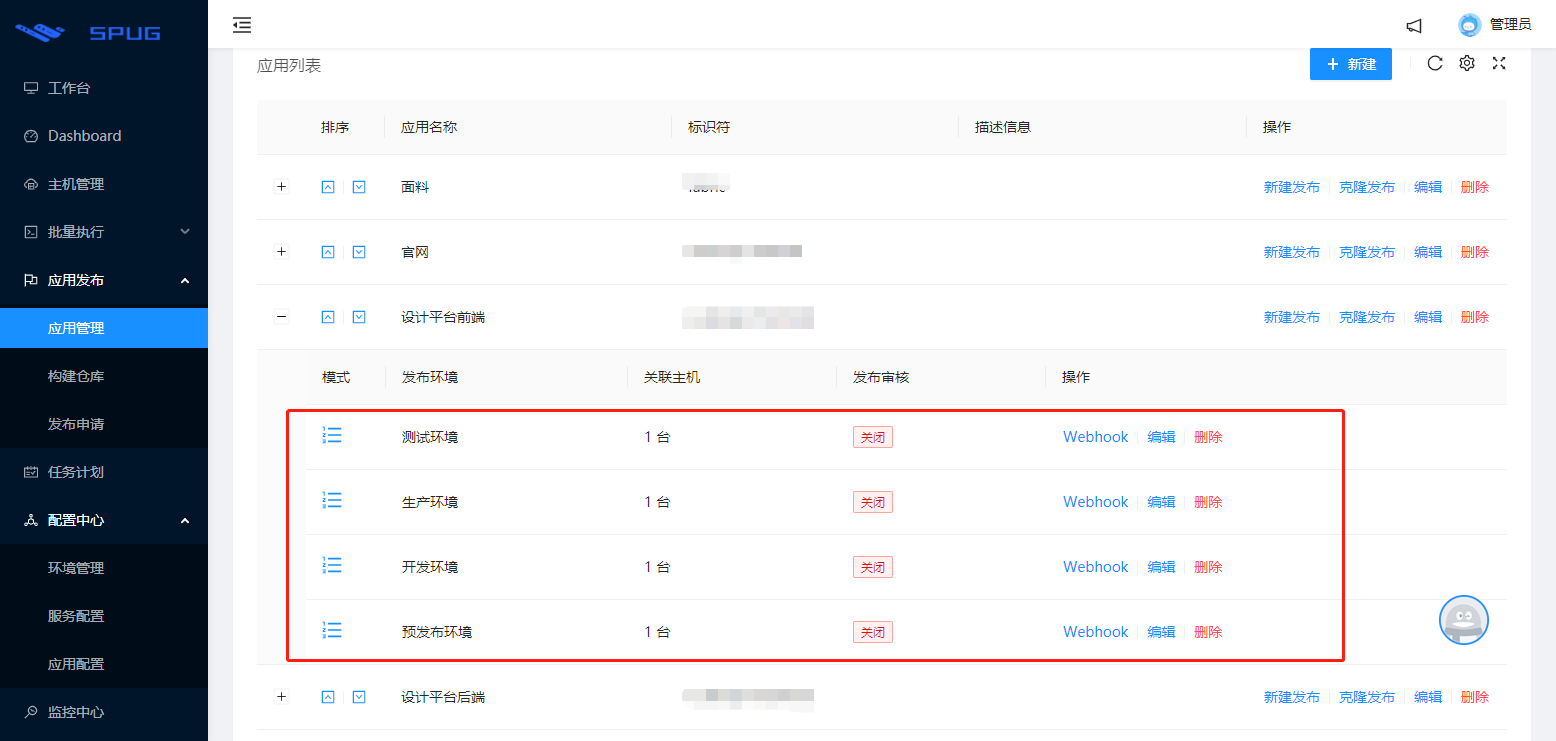 SPUG
管理员
工作台
Dashboard
主机管理
批量执行
应用发布
应用管理
构建仓库
发布申请
任务计划
配置中心
环境管理
服务配置
应用配置
监控中心
应用列表
新建
排序 应用名称 标识符 描述信息 操作
面料 新建发布 克隆发布 编辑 删除
官网 新建发布 克隆发布 编辑 删除
设计平台前端 新建发布 克隆发布 编辑 删除
模式 发布环境 关联主机 发布审核 操作
测试环境 1 台 关闭 Webhook 编辑 删除
生产环境 1 台 关闭 Webhook 编辑 删除
开发环境 1 台 关闭 Webhook 编辑 删除
预发布环境 1 台 关闭 Webhook 编辑 删除
设计平台后端 新建发布 克隆发布 编辑 删除